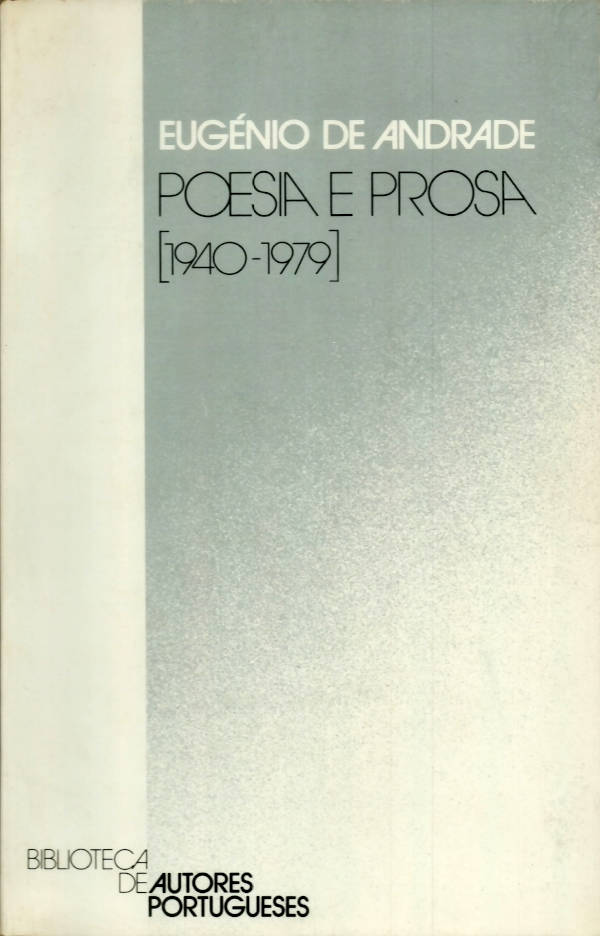 EUGÉNIO DE ANDRADE
POESIA E PROSA
[1940-1979]
BIBLIOTECA
DE AUTORES
PORTUGUESES